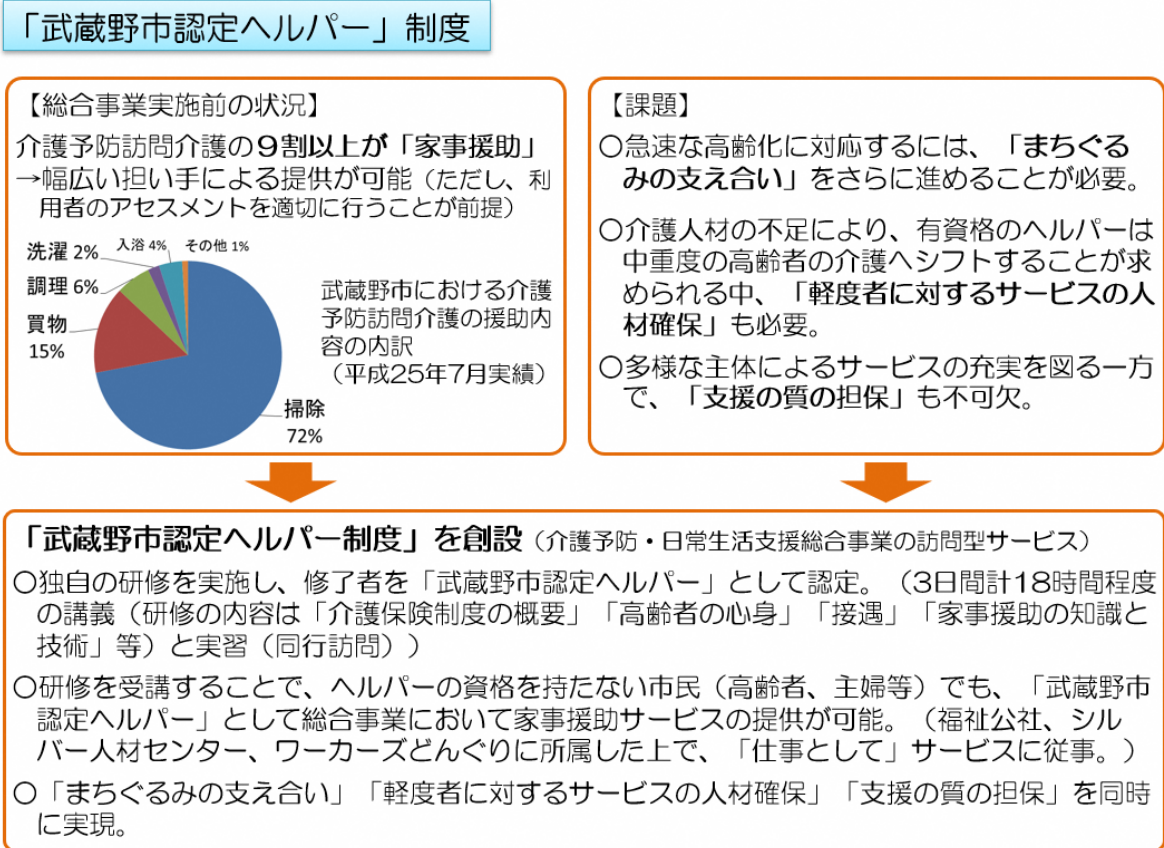 「武蔵野市認定ヘルパー」制度
【総合事業実施前の状況】
介護予防訪問介護の9割以上が「家事援助」
→幅広い担い手による提供が可能（ただし、利
用者のアセスメントを適切に行うことが前提）
洗濯 2%
入浴 4%
その他 1%
調理 6%
買物
15%
掃除
72%
武蔵野市における介護
予防訪問介護の援助内
容の内訳
（平成25年7月実績）
【課題】
○急速な高齢化に対応するには、「まちぐる
みの支え合い」をさらに進めることが必要。
○介護人材の不足により、有資格のヘルパーは
中重度の高齢者の介護へシフトすることが求
められる中、「軽度者に対するサービスの人
材確保」も必要。
○多様な主体によるサービスの充実を図る一方
で、「支援の質の担保」も不可欠。
「武蔵野市認定ヘルパー制度」を創設（介護予防・日常生活支援総合事業の訪問型サービス）
○独自の研修を実施し、修了者を「武蔵野市認定ヘルパー」として認定。（3日間計18時間程度
の講義（研修の内容は「介護保険制度の概要」「高齢者の心身」「接遇」「家事援助の知識と
技術」等）と実習（同行訪問））
○研修を受講することで、ヘルパーの資格を持たない市民（高齢者、主婦等）でも、「武蔵野市
認定ヘルパー」として総合事業において家事援助サービスの提供が可能。（福祉公社、シル
バー人材センター、ワーカーズどんぐりに所属した上で、「仕事として」サービスに従事。）
○「まちぐるみの支え合い」「軽度者に対するサービスの人材確保」「支援の質の担保」を同時
に実現。